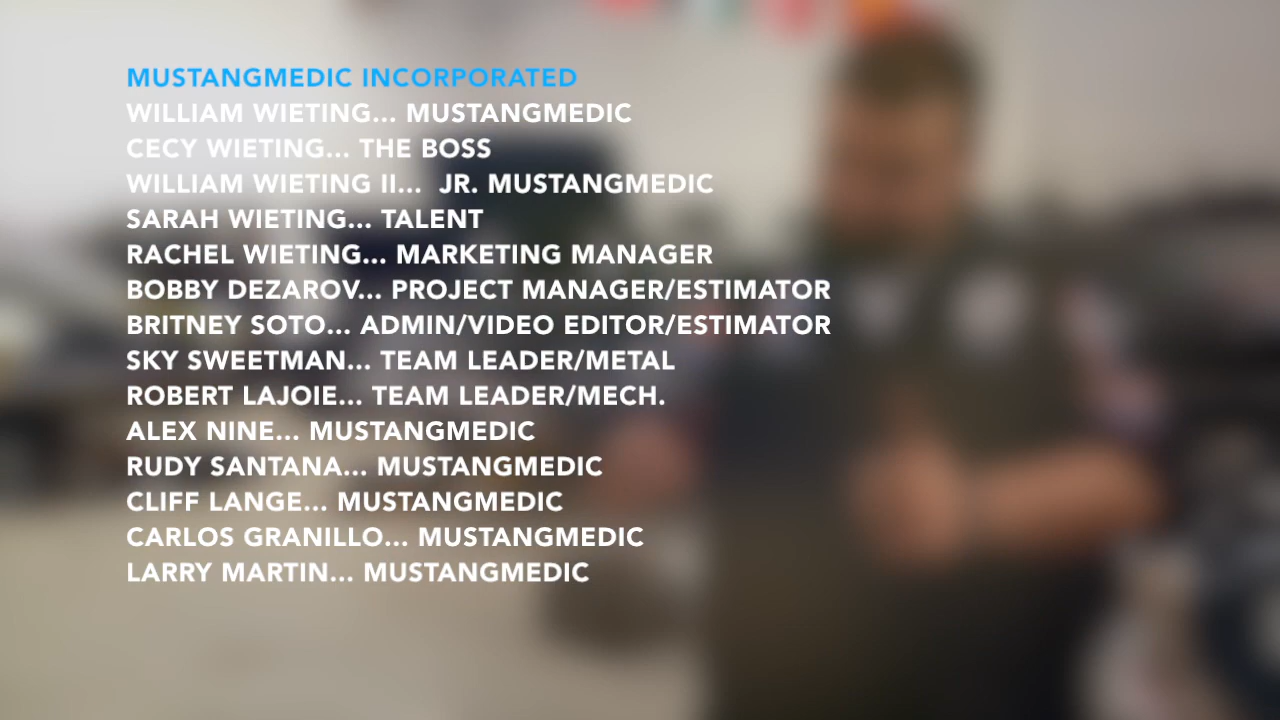 MUSTANGMEDIC INCORPORATED
WILLIAM WIETING... MUSTANGMEDIC
CECY WIETING... THE BOSS
WILLIAM WIETING II... JR. MUSTANGMEDIC
SARAH WIETING... TALENT
RACHEL WIETING... MARKETING MANAGER
BOBBY DEZAROV... PROJECT MANAGER/ESTIMATOR
BRITNEY SOTO... ADMIN/VIDEO EDITOR/ESTIMATOR
SKY SWEETMAN... TEAM LEADER/METAL
ROBERT LAJOIE... TEAM LEADER/MECH.
ALEX NINE... MUSTANGMEDIC
RUDY SANTANA... MUSTANGMEDIC
CLIFF LANGE... MUSTANGMEDIC
CARLOS GRANILLO... MUSTANGMEDIC
LARRY MARTIN... MUSTANGMEDIC